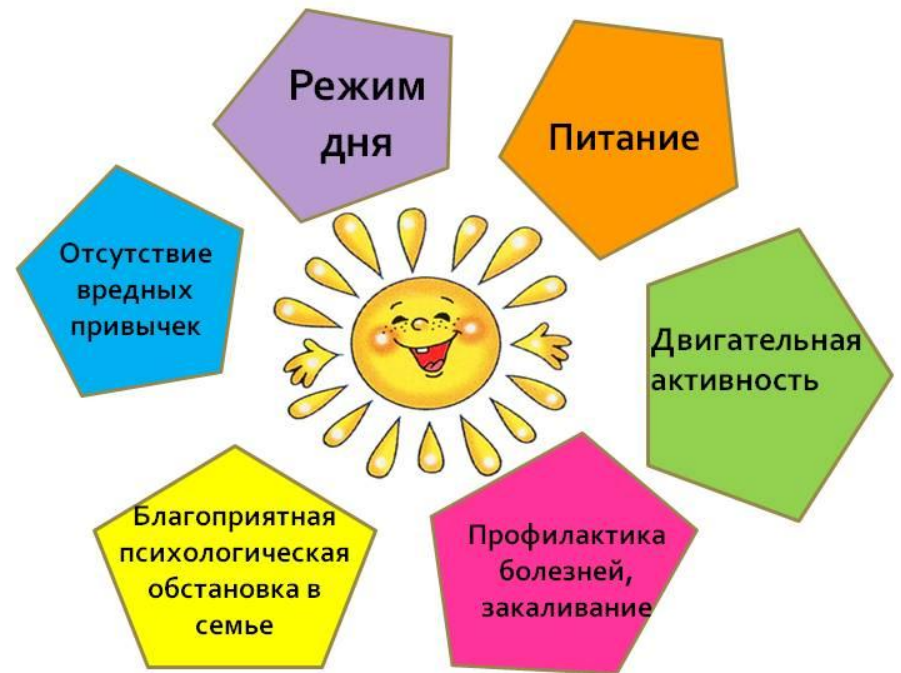 Режим
дня
Питание
Отсутствие
вредных
привычек
Двигательная
активность
Благоприятная
психологическая
обстановка в
семье
Профилактика
болезней,
закаливание